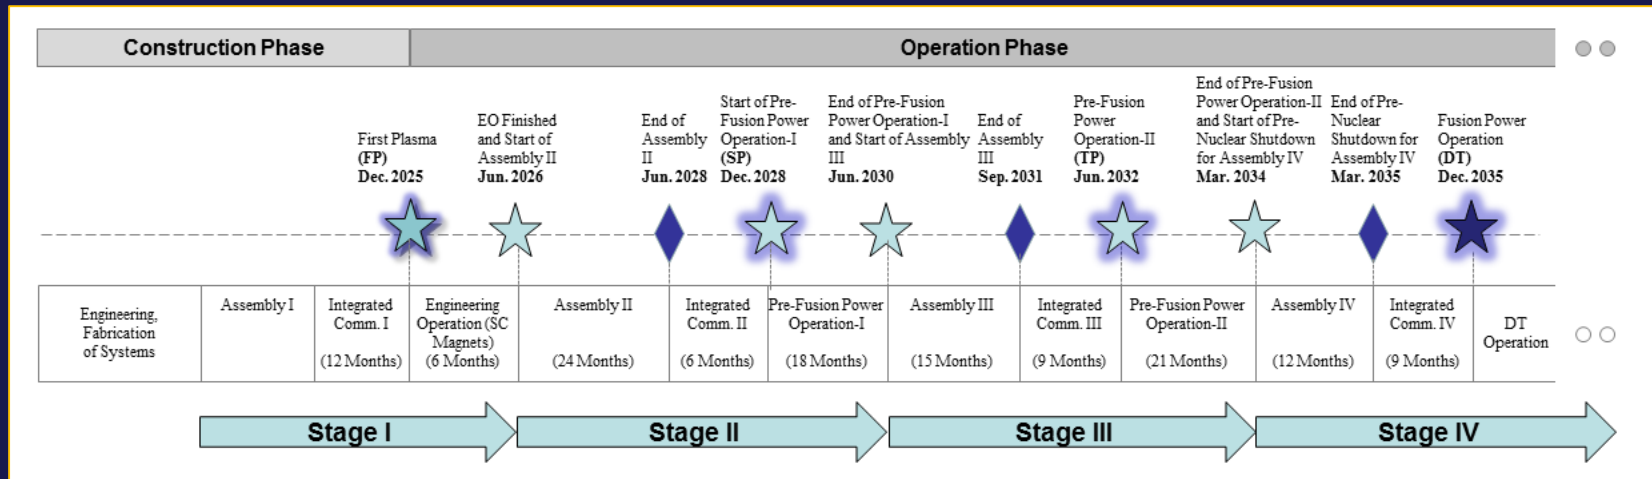 Construction Phase
Operation Phase
First Plasma
(FP)
Dec. 2025
EO Finished
and Start of
Assembly II
Jun. 2026
End of
Assembly
II
Jun. 2028
Start of Pre-
Fusion Power
Operation-I
(SP)
Dec. 2028
End of Pre-Fusion
Power Operation-I
and Start of Assembly
III
Jun. 2030
End of
Assembly
III
Sep. 2031
Pre-Fusion
Power
Operation-II
(TP)
Jun. 2032
End of Pre-Fusion
Power Operation-II
and Start of Pre-
Nuclear Shutdown
for Assembly IV
Mar. 2034
End of Pre-
Nuclear
Shutdown for
Assembly IV
Mar. 2035
Fusion Power
Operation
(DT)
Dec. 2035
Engineering,
Fabrication
of Systems
Assembly I
Integrated
Comm. I
(12 Months)
Engineering
Operation (SC
Magnets)
(6 Months)
Assembly II
(24 Months)
Integrated
Comm. II
(6 Months)
Pre-Fusion Power
Operation-I
(18 Months)
Assembly III
(15 Months)
Integrated
Comm. III
(9 Months)
Pre-Fusion Power
Operation-II
(21 Months)
Assembly IV
(12 Months)
Integrated
Comm. IV
(9 Months)
DT
Operation
Stage I
Stage II
Stage III
Stage IV